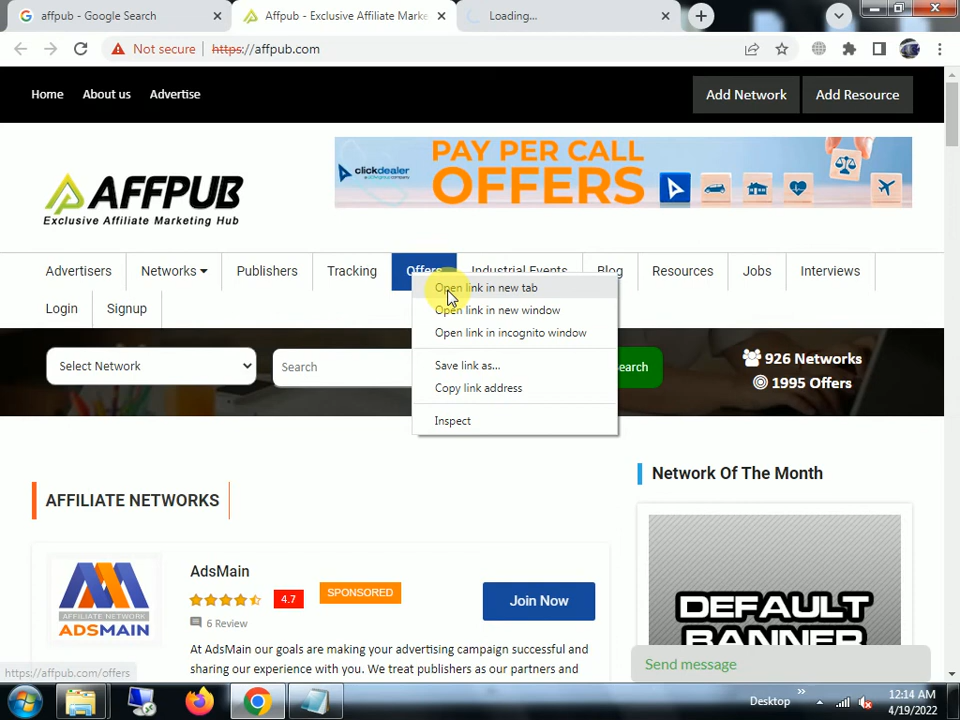 affpub - Google Search
Affpub - Exclusive Affiliate Marke
Loading...
Not secure
https://affpub.com
Home
About us
Advertise
Add Network
Add Resource
AFFPUB
Exclusive Affiliate Marketing Hub
clickdealer
PAY PER CALL
OFFERS
Advertisers
Networks
Publishers
Tracking
Offers
Industrial Events
Blog
Resources
Jobs
Interviews
Login
Signup
Open link in new tab
Open link in new window
Open link in incognito window
Save link as...
Copy link address
Inspect
Select Network
Search
earch
926 Networks
1995 Offers
AFFILIATE NETWORKS
Network Of The Month
ADSMAIN
AFFILIATE NETWORK
AdsMain
4.7
SPONSORED
6 Review
Join Now
At AdsMain our goals are making your advertising campaign successful and
sharing our experience with you. We treat publishers as our partners and
DEFAULT
BANNER
Send message
https://affpub.com/offers
Desktop
12:14 AM
4/19/2022